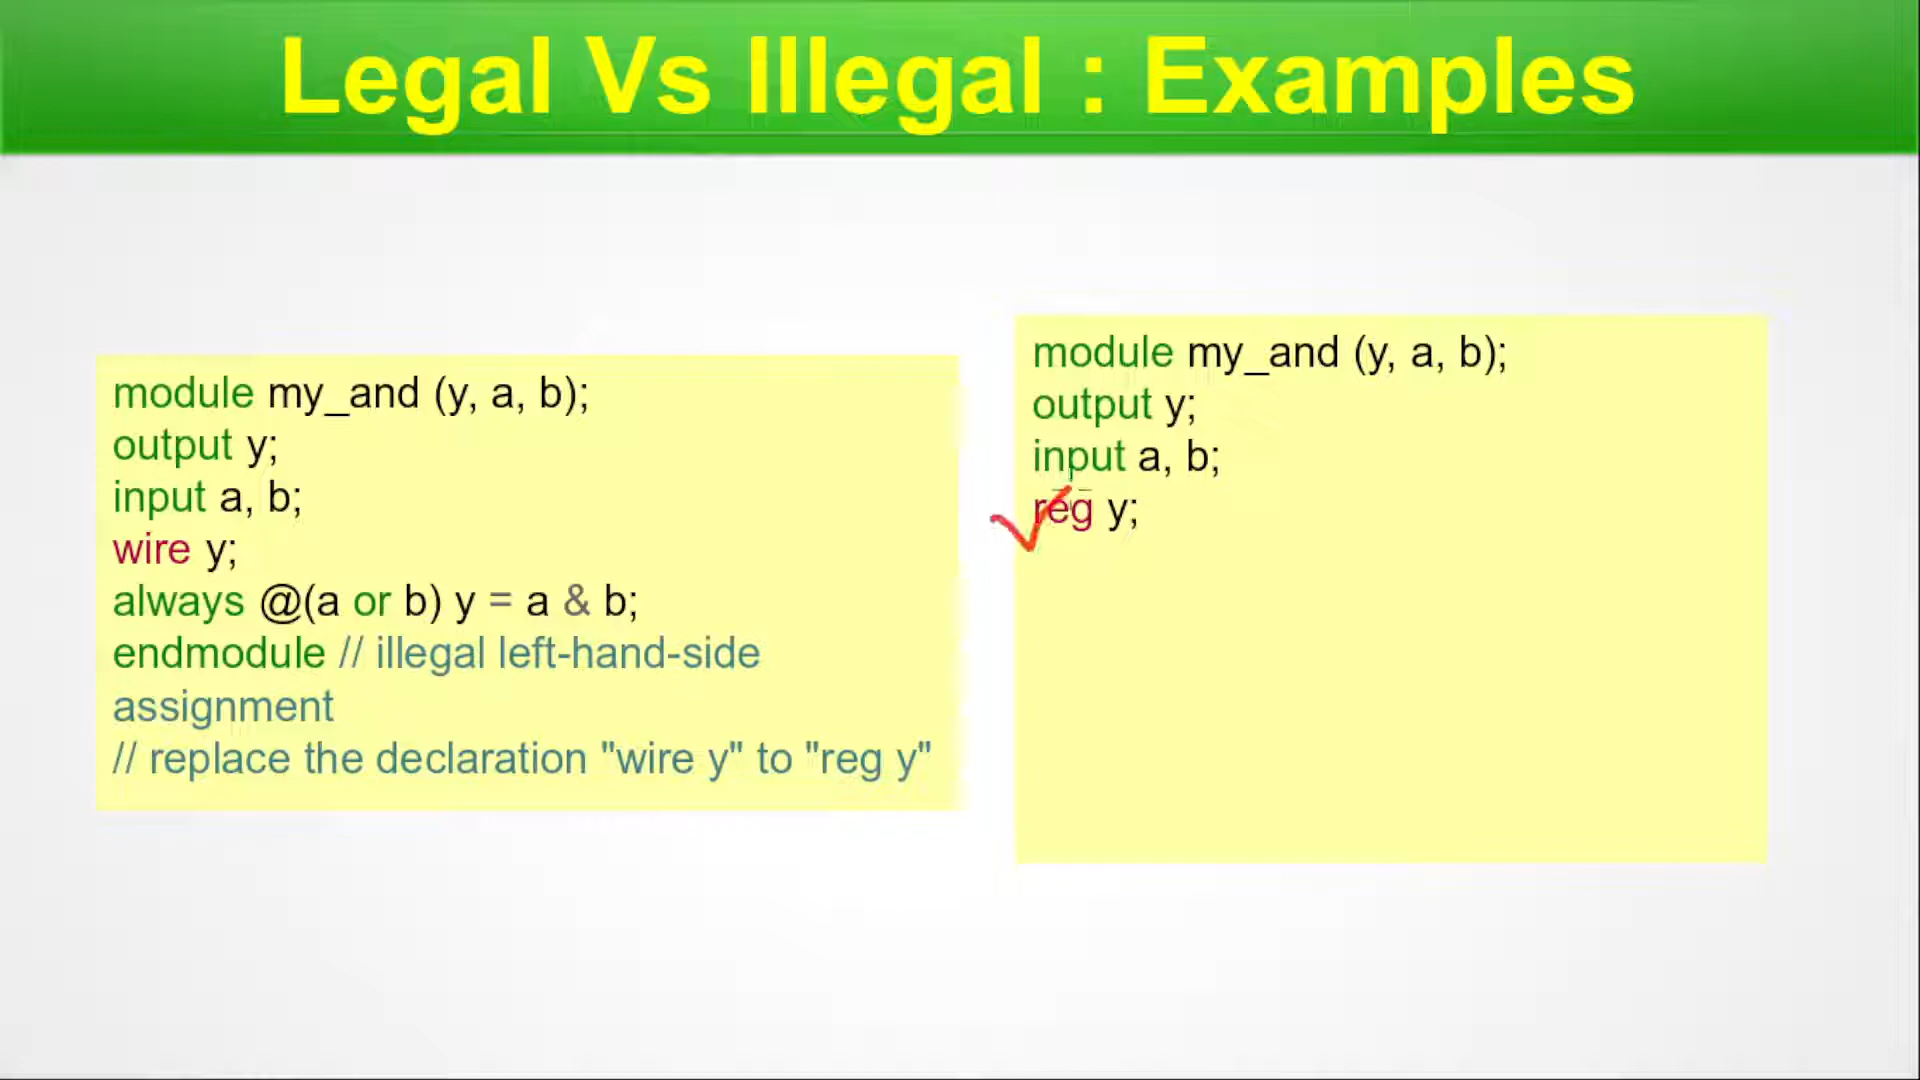 Legal Vs Illegal : Examples
module my_and (y, a, b);
output y;
input a, b;
wire y;
always @(a or b) y = a & b;
endmodule // illegal left-hand-side
assignment
// replace the declaration "wire y" to "reg y"
module my_and (y, a, b);
output y;
input a, b;
reg y;